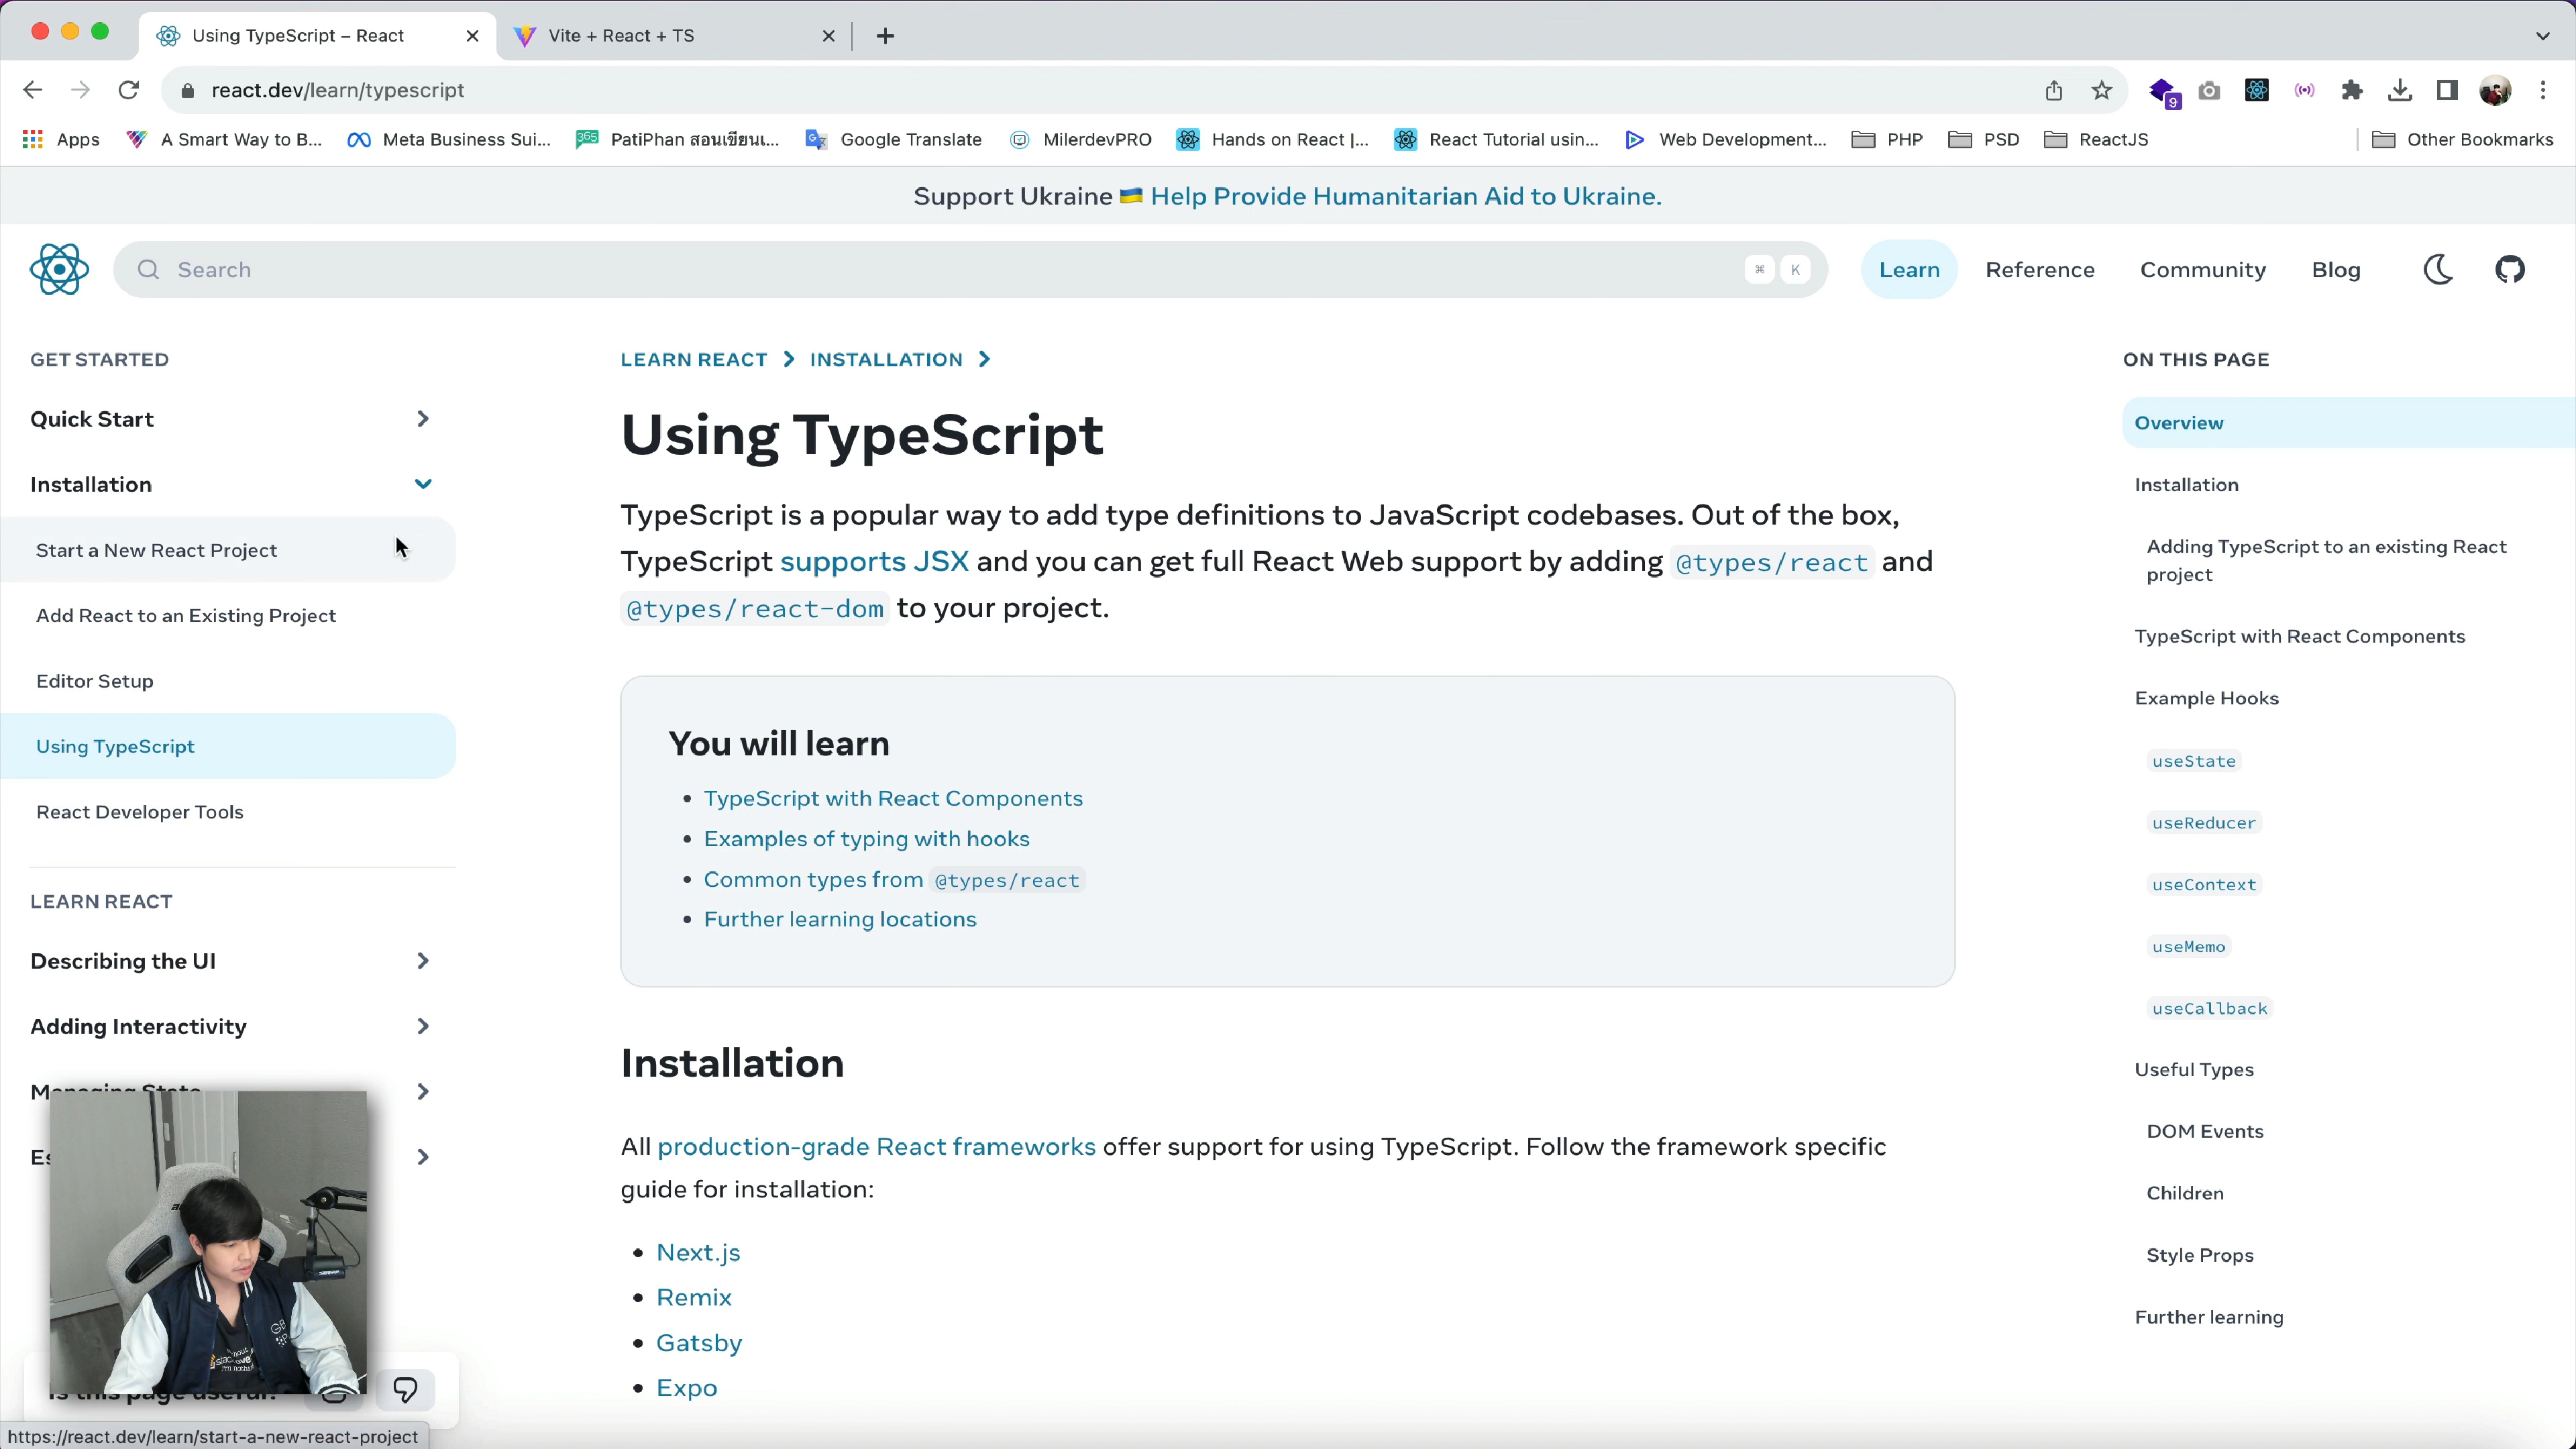 Using TypeScript – React
Vite + React + TS
react.dev/learn/typescript
9
Apps
A Smart Way to B...
Meta Business Sui...
365
PatiPhan สอนเขียนเ...
Google Translate
MilerdevPRO
Hands on React |...
React Tutorial usin...
Web Development...
PHP
PSD
ReactJS
Other Bookmarks
Support Ukraine 🇺🇦 Help Provide Humanitarian Aid to Ukraine.
Search
⌘ K
Learn
Reference
Community
Blog
GET STARTED
Quick Start
Installation
Start a New React Project
Add React to an Existing Project
Editor Setup
Using TypeScript
React Developer Tools
LEARN REACT
Describing the UI
Adding Interactivity
Managing State
https://react.dev/learn/start-a-new-react-project
LEARN REACT > INSTALLATION >
Using TypeScript
TypeScript is a popular way to add type definitions to JavaScript codebases. Out of the box,
TypeScript supports JSX and you can get full React Web support by adding @types/react and
@types/react-dom to your project.
You will learn
• TypeScript with React Components
• Examples of typing with hooks
• Common types from @types/react
• Further learning locations
Installation
All production-grade React frameworks offer support for using TypeScript. Follow the framework specific
guide for installation:
• Next.js
• Remix
• Gatsby
• Expo
ON THIS PAGE
Overview
Installation
Adding TypeScript to an existing React
project
TypeScript with React Components
Example Hooks
useState
useReducer
useContext
useMemo
useCallback
Useful Types
DOM Events
Children
Style Props
Further learning
Is this page useful?